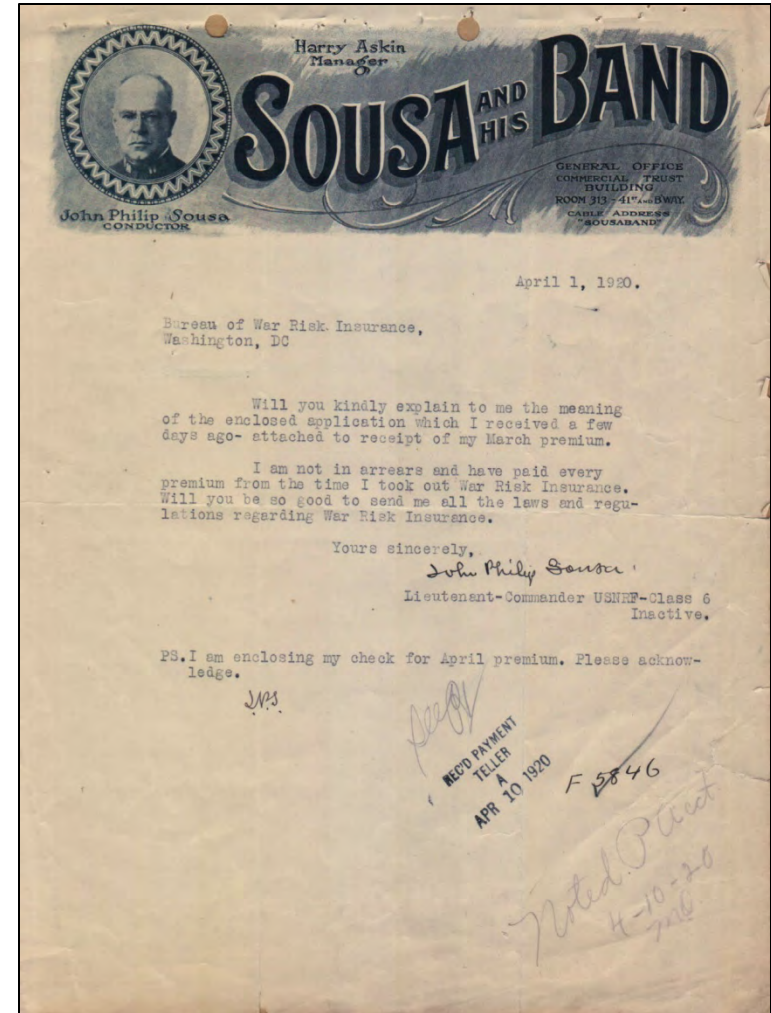 Harry Askin
Manager
SOUSA AND HIS BAND
John Philip Sousa
CONDUCTOR
GENERAL OFFICE
COMMERCIAL TRUST
BUILDING
ROOM 313 - 41ST AND B'WAY.
CABLE ADDRESS
"SOUSABAND"
April 1, 1920.
Bureau of War Risk Insurance,
Washington, DC
Will you kindly explain to me the meaning
of the enclosed application which I received a few
days ago- attached to receipt of my March premium.
I am not in arrears and have paid every
premium from the time I took out War Risk Insurance.
Will you be so good to send me all the laws and regu-
lations regarding War Risk Insurance.
Yours sincerely,
John Philip Sousa
Lieutenant-Commander USNRF-Class 6
Inactive.
PS.I am enclosing my check for April premium. Please acknow-
ledge.
J.P.S.
REC'D PAYMENT
TELLER
A
APR 10 1920
F 5846
Noted P Acct
4-10-20